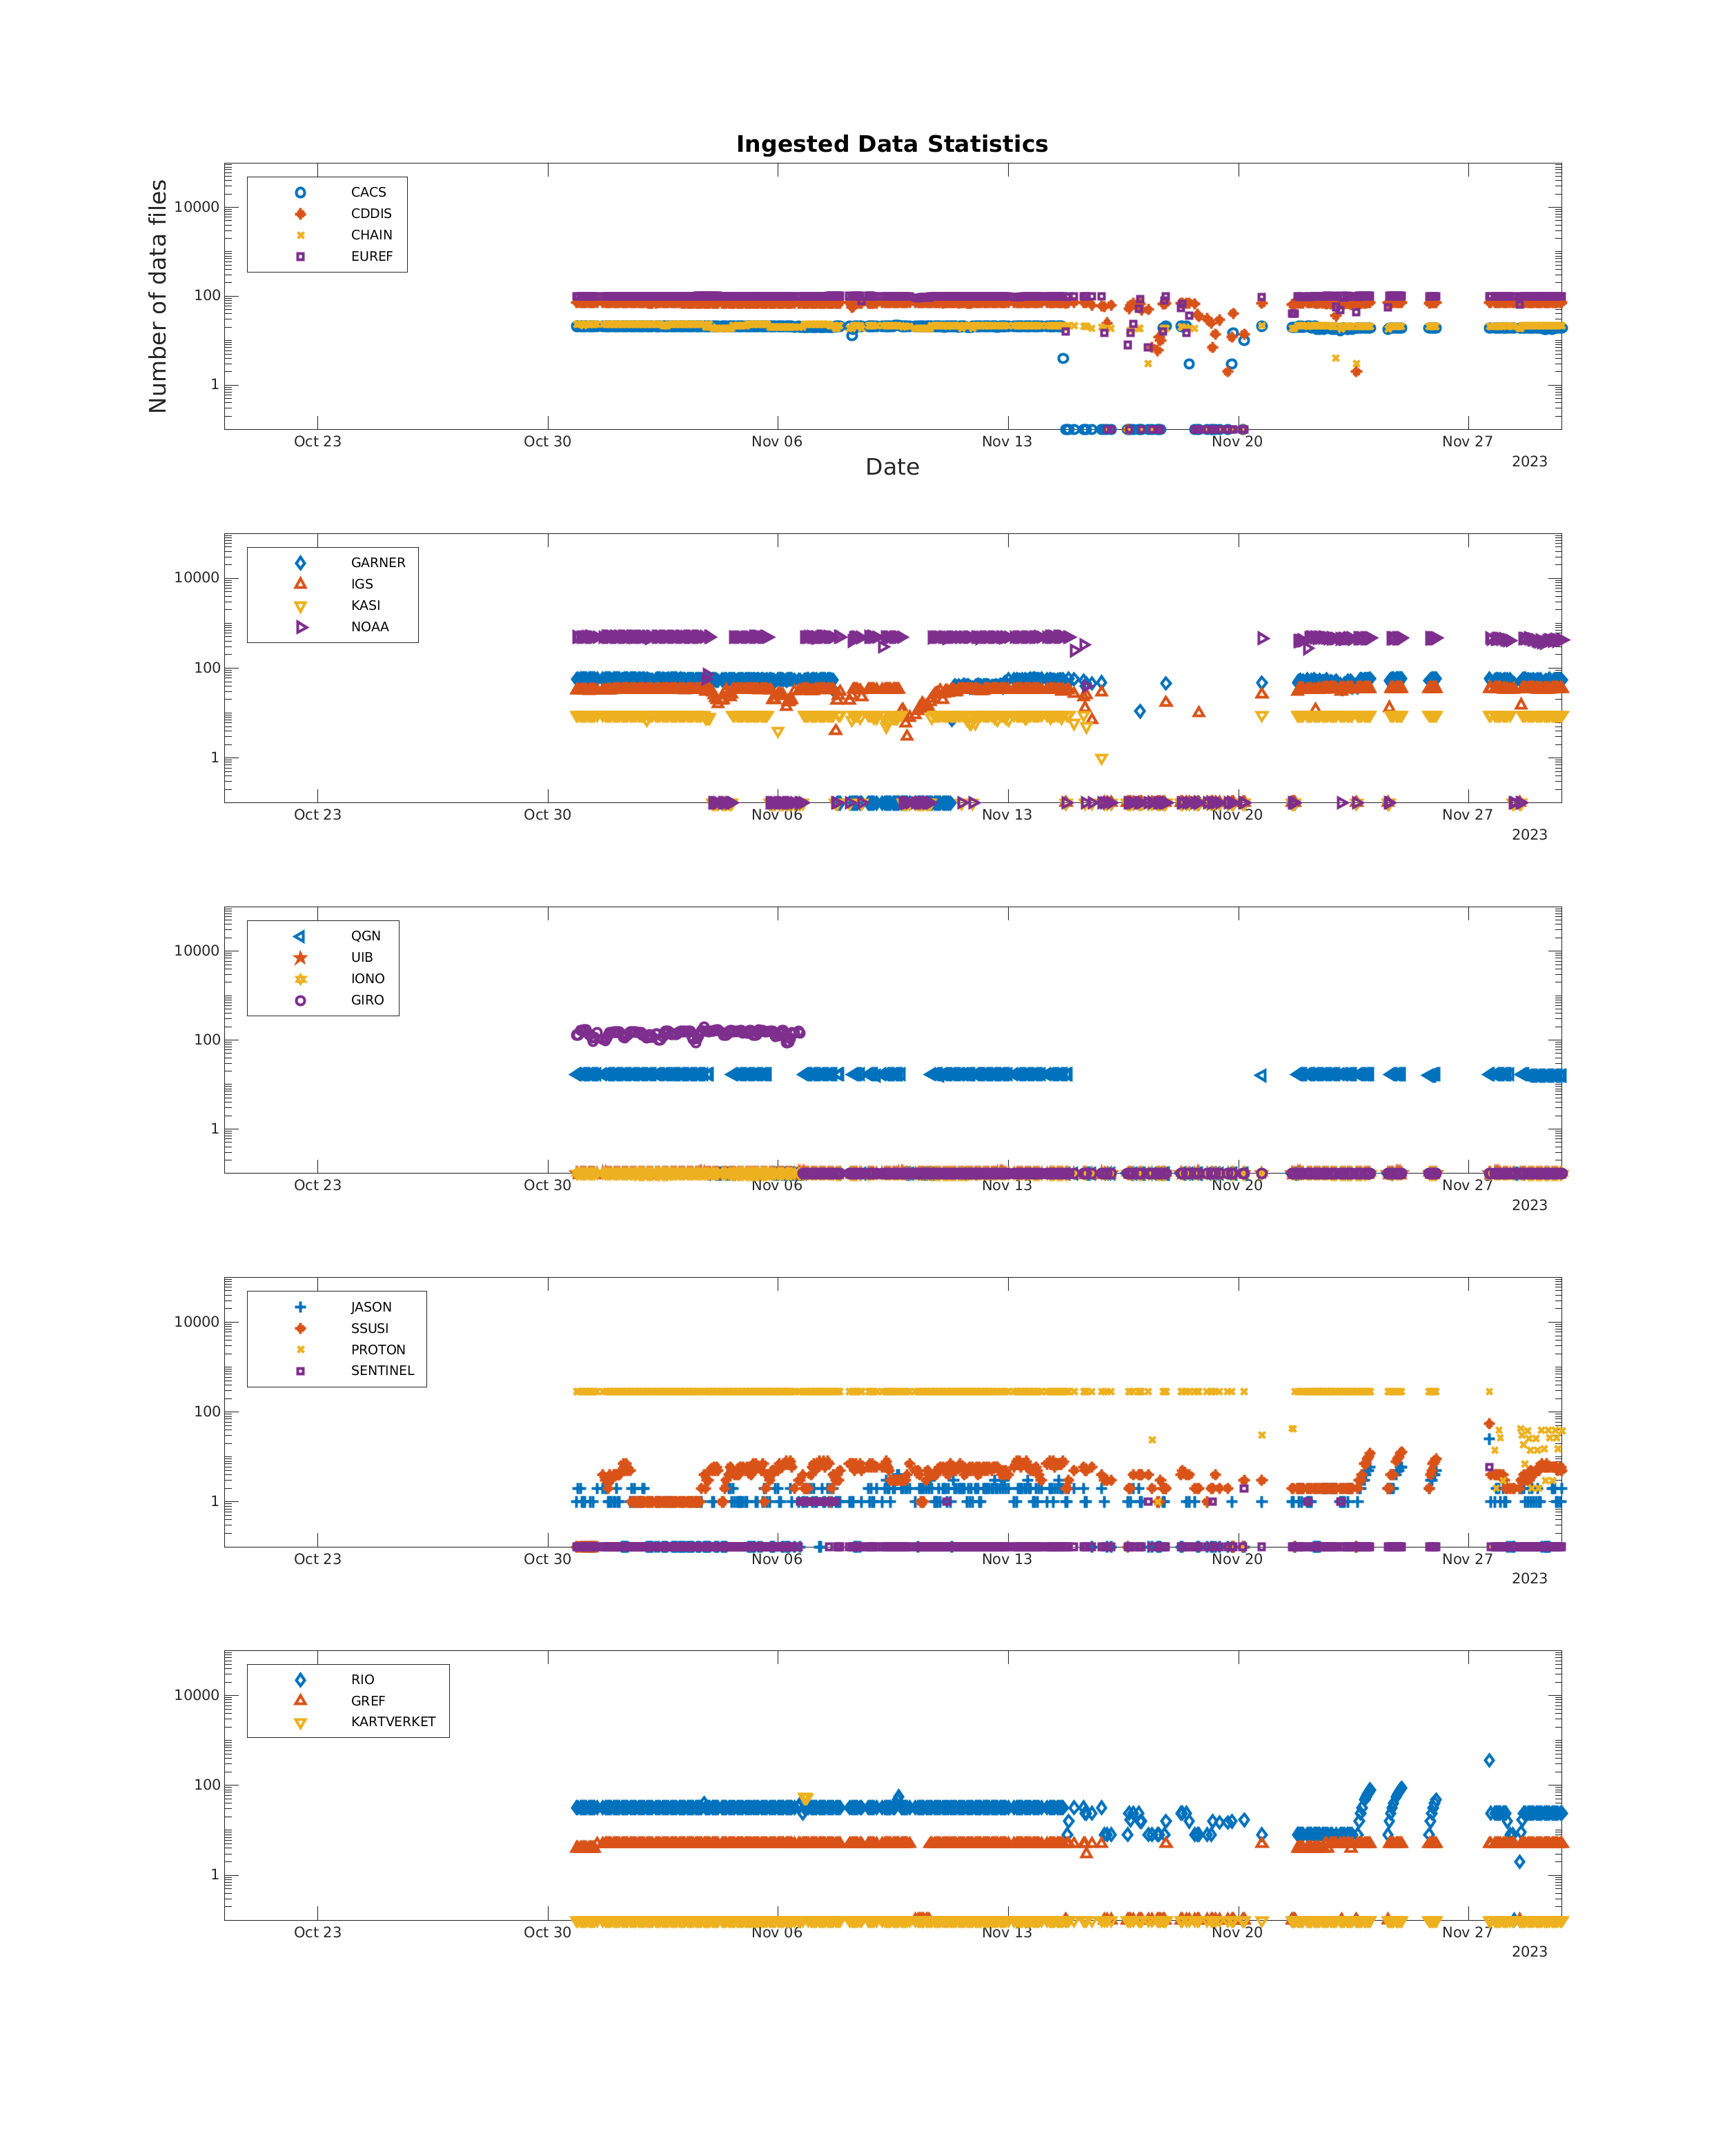 Ingested Data Statistics
Number of data files
CACS
CDDIS
CHAIN
EUREF
10000
100
1
Oct 23 Oct 30 Nov 06 Nov 13 Nov 20 Nov 27
2023
Date
GARNER
IGS
KASI
NOAA
10000
100
1
Oct 23 Oct 30 Nov 06 Nov 13 Nov 20 Nov 27
2023
QGN
UIB
IONO
GIRO
10000
100
1
Oct 23 Oct 30 Nov 06 Nov 13 Nov 20 Nov 27
2023
JASON
SSUSI
PROTON
SENTINEL
10000
100
1
Oct 23 Oct 30 Nov 06 Nov 13 Nov 20 Nov 27
2023
RIO
GREF
KARTVERKET
10000
100
1
Oct 23 Oct 30 Nov 06 Nov 13 Nov 20 Nov 27
2023